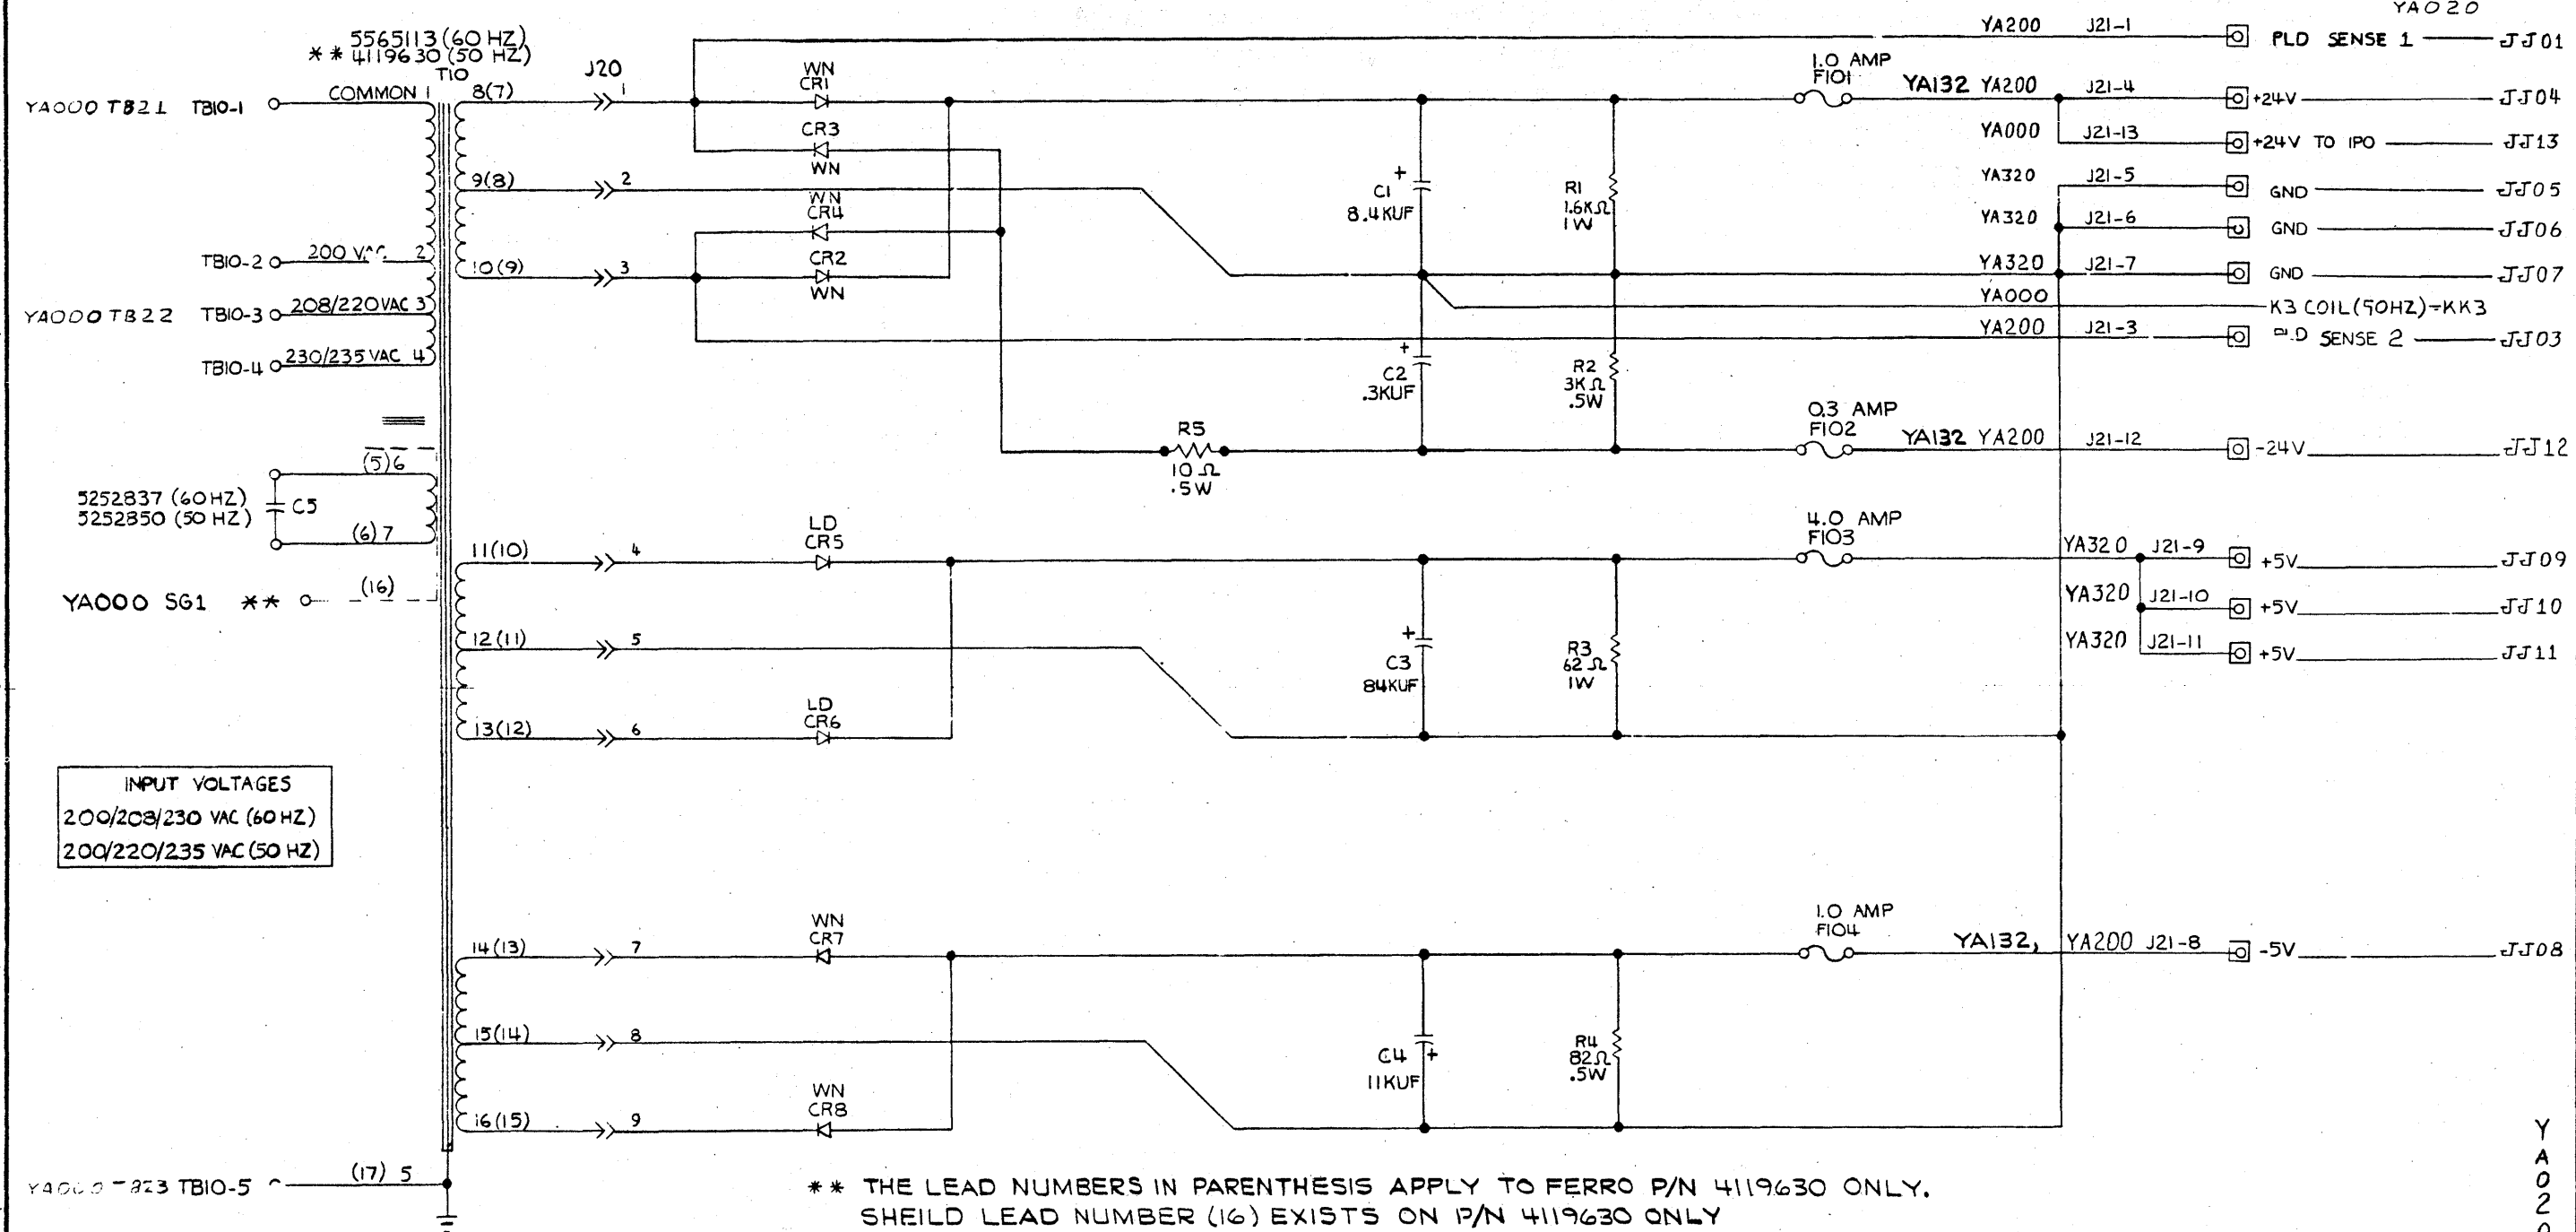 YA020
5565113 (60 HZ)
** 4119630 (50 HZ)
T10
J20
YA200 J21-1 PLD SENSE 1 JJ01
WN
CR1
1.0 AMP
F101
YA000 TB21 TB10-1 COMMON 1 8(7) 1
YA132 YA200 J21-4 +24V JJ04
CR3
WN
YA000 J21-13 +24V TO IPO JJ13
9(8) 2
YA320 J21-5 GND JJ05
WN
CR4
C1
8.4KUF
+
R1
1.6KΩ
1W
YA320 J21-6 GND JJ06
TB10-2 200 2 10(9) 3
CR2
WN
YA320 J21-7 GND JJ07
YA000 TB22 TB10-3 208/220VAC 3
YA000 K3 COIL(50HZ)-KK3
YA200 J21-3 SENSE 2 JJ03
TB10-4 230/235 VAC 4
+
C2
.3KUF
R2
3KΩ
.5W
R5
10 Ω
.5W
0.3 AMP
F102
YA132 YA200 J21-12 -24V JJ12
(5)6
5252837 (60HZ)
5252850 (50 HZ)
C5
(6)7
LD
CR5
4.0 AMP
F103
11(10) 4
YA320 J21-9 +5V JJ09
YA000 SG1 ** (16)
YA320 J21-10 +5V JJ10
12(11) 5
+
C3
84KUF
R3
62Ω
1W
YA320 J21-11 +5V JJ11
13(12) 6
LD
CR6
INPUT VOLTAGES
200/208/230 VAC (60HZ)
200/220/235 VAC (50 HZ)
WN
CR7
1.0 AMP
F104
14(13) 7
YA132, YA200 J21-8 -5V JJ08
15(14) 8
C4
+
11KUF
R4
82Ω
.5W
WN
CR8
16(15) 9
TB10-5 (17) 5
** THE LEAD NUMBERS IN PARENTHESIS APPLY TO FERRO P/N 4119630 ONLY.
SHEILD LEAD NUMBER (16) EXISTS ON P/N 4119630 ONLY
Y
A
0
2
0